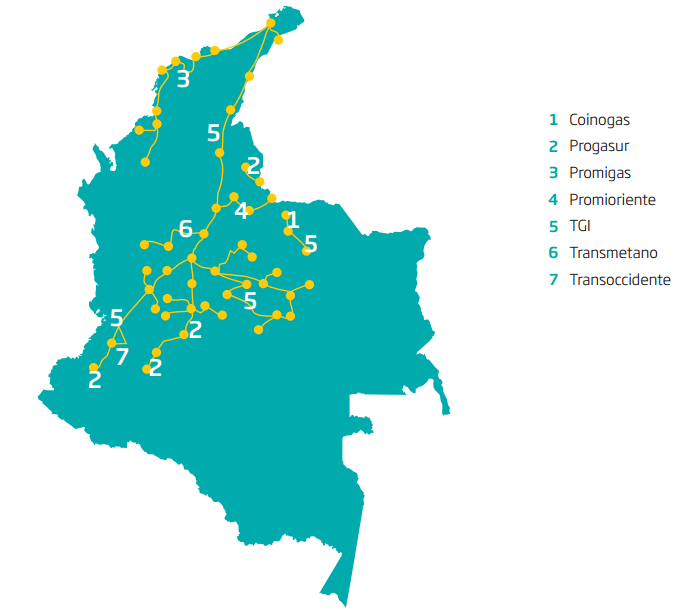 3
5
2
4
1
6
5
5
5
2
7
2
2
1 Coinogas
2 Progasur
3 Promigas
4 Promioriente
5 TGI
6 Transmetano
7 Transoccidente